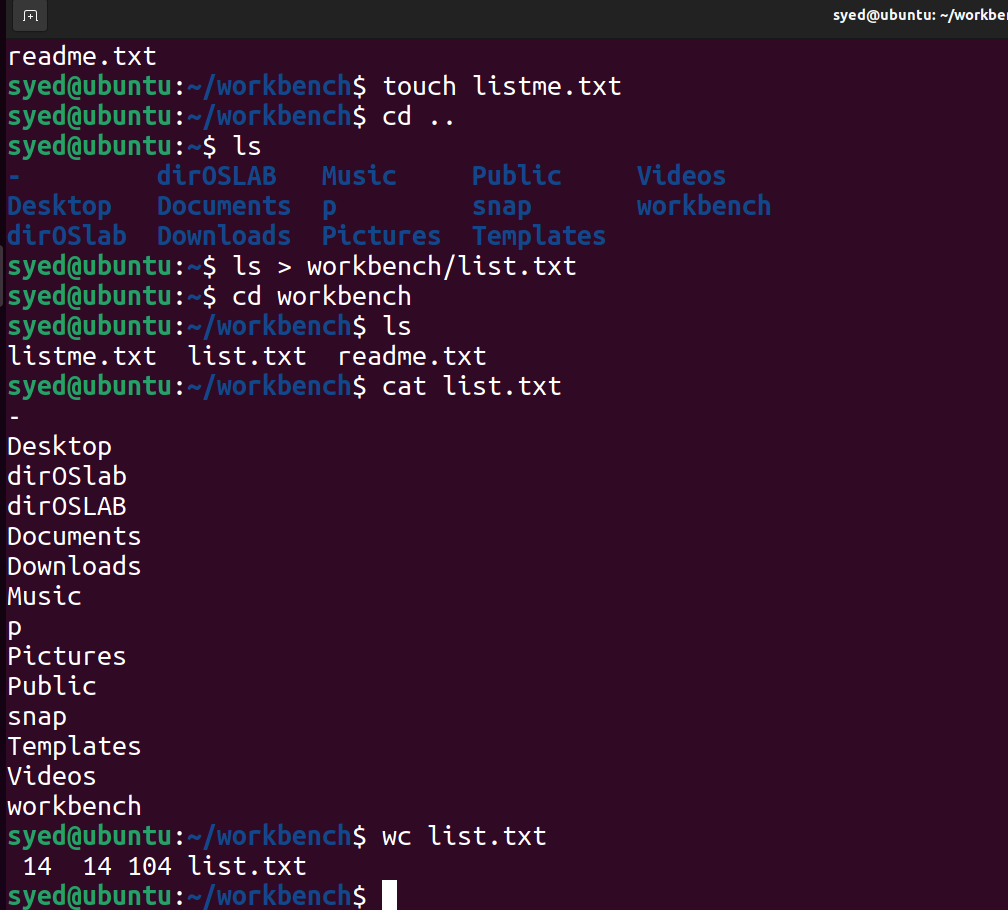 syed@ubuntu: ~/workben
readme.txt
syed@ubuntu:~/workbench$ touch listme.txt
syed@ubuntu:~/workbench$ cd ..
syed@ubuntu:~$ ls
-         dirOSLAB   Music     Public     Videos
Desktop   Documents  p         snap       workbench
dirOSlab  Downloads  Pictures  Templates
syed@ubuntu:~$ ls > workbench/list.txt
syed@ubuntu:~$ cd workbench
syed@ubuntu:~/workbench$ ls
listme.txt  list.txt  readme.txt
syed@ubuntu:~/workbench$ cat list.txt
-
Desktop
dirOSlab
dirOSLAB
Documents
Downloads
Music
p
Pictures
Public
snap
Templates
Videos
workbench
syed@ubuntu:~/workbench$ wc list.txt
 14  14 104 list.txt
syed@ubuntu:~/workbench$